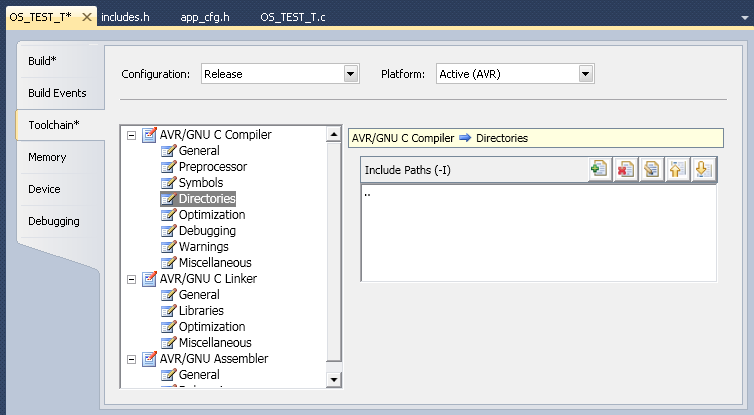 OS_TEST_T* includes.h app_cfg.h OS_TEST_T.c
Build*
Build Events
Toolchain*
Memory
Device
Debugging
Configuration: Release Platform: Active (AVR)
AVR/GNU C Compiler
General
Preprocessor
Symbols
Directories
Optimization
Debugging
Warnings
Miscellaneous
AVR/GNU C Linker
General
Libraries
Optimization
Miscellaneous
AVR/GNU Assembler
General
AVR/GNU C Compiler Directories
Include Paths (-I)
..